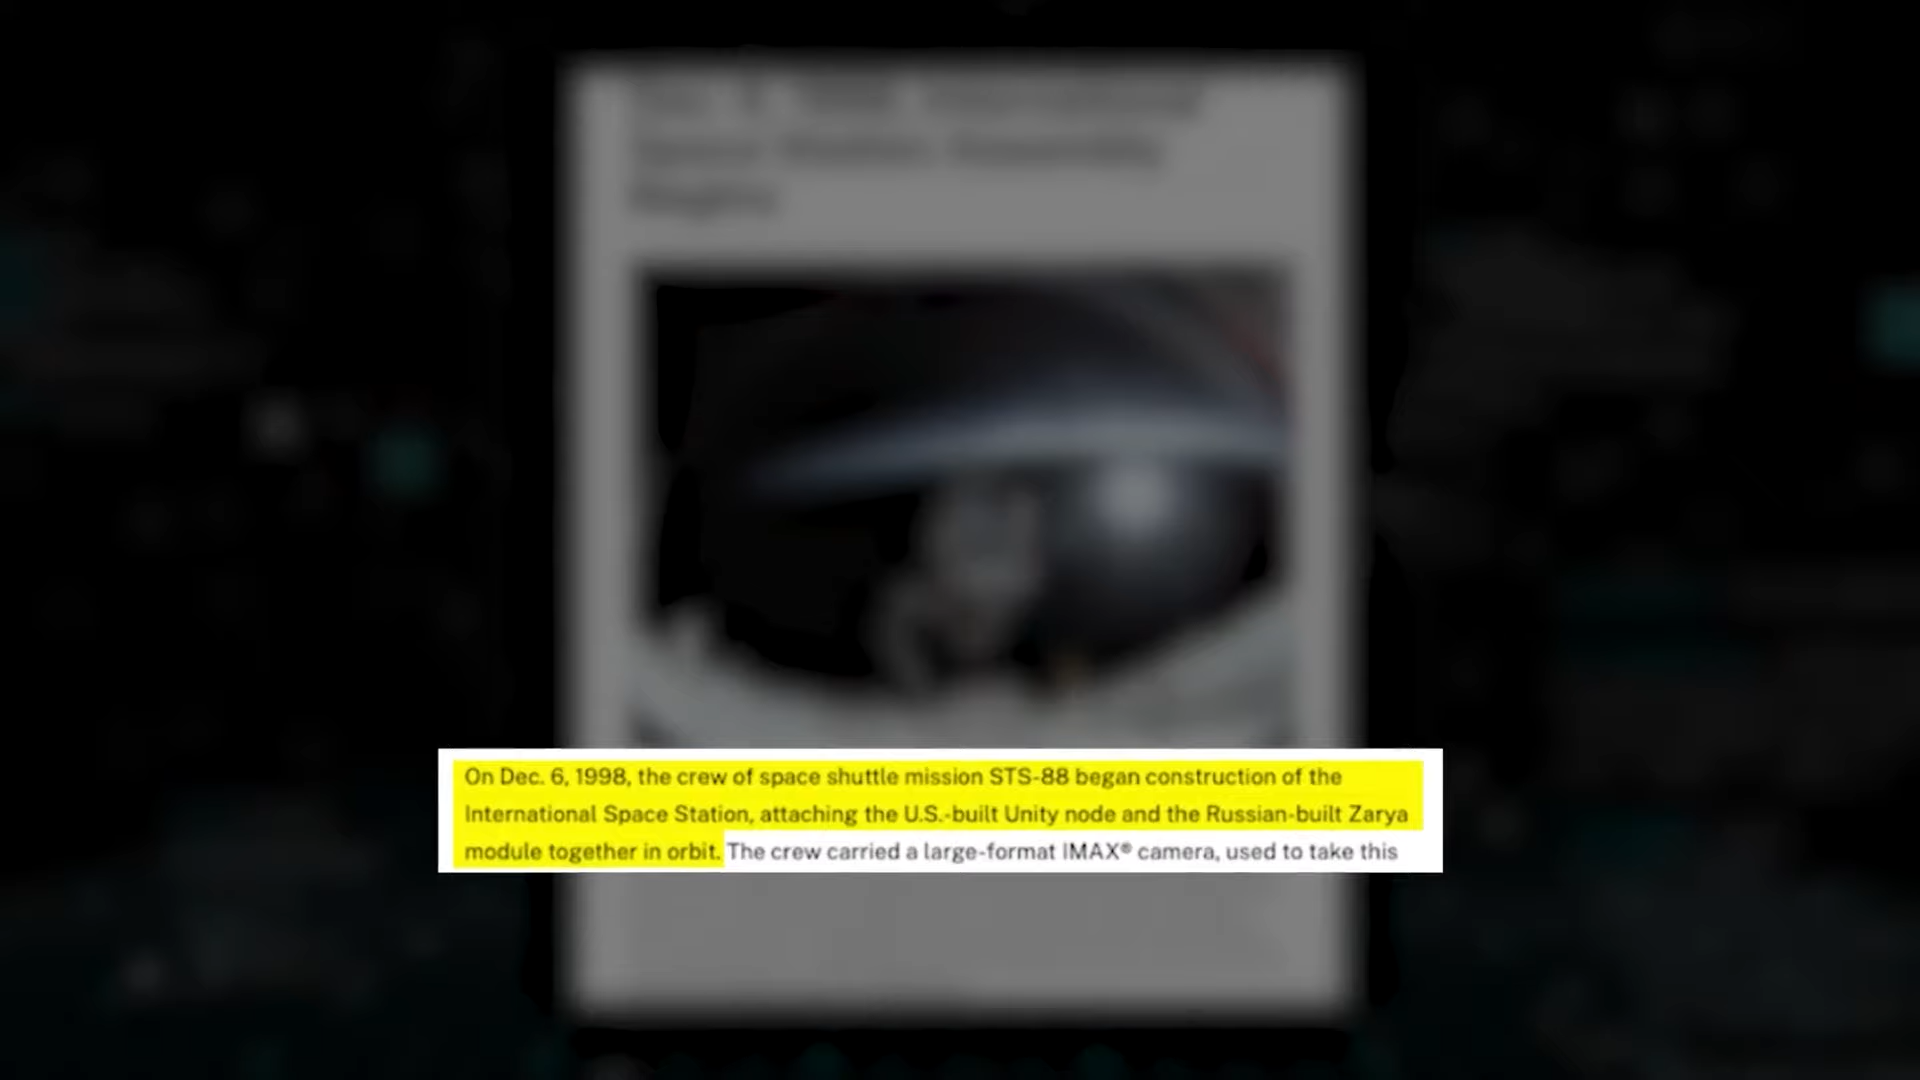 On Dec. 6, 1998, the crew of space shuttle mission STS-88 began construction of the
International Space Station, attaching the U.S.-built Unity node and the Russian-built Zarya
module together in orbit. The crew carried a large-format IMAX® camera, used to take this